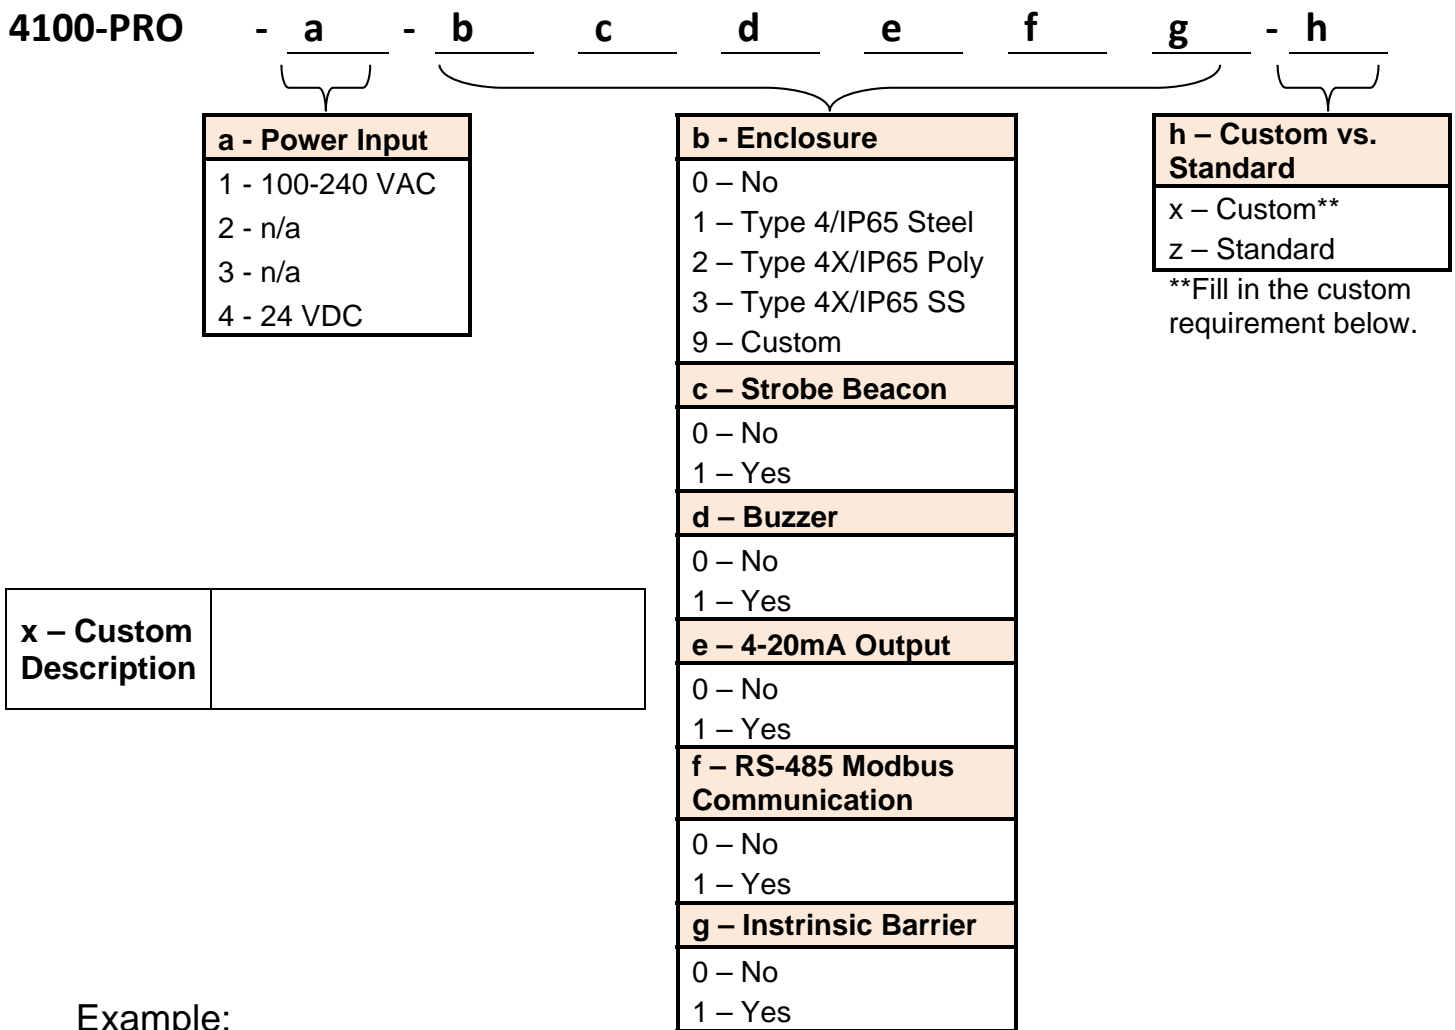 4100-PRO - a - b c d e f g - h
a - Power Input
1 - 100-240 VAC
2 - n/a
3 - n/a
4 - 24 VDC
b - Enclosure
0 – No
1 – Type 4/IP65 Steel
2 – Type 4X/IP65 Poly
3 – Type 4X/IP65 SS
9 – Custom
c – Strobe Beacon
0 – No
1 – Yes
d – Buzzer
0 – No
1 – Yes
e – 4-20mA Output
0 – No
1 – Yes
f – RS-485 Modbus
Communication
0 – No
1 – Yes
g – Instrinsic Barrier
0 – No
1 – Yes
h – Custom vs.
Standard
x – Custom**
z – Standard
**Fill in the custom
requirement below.
x – Custom
Description
Example: